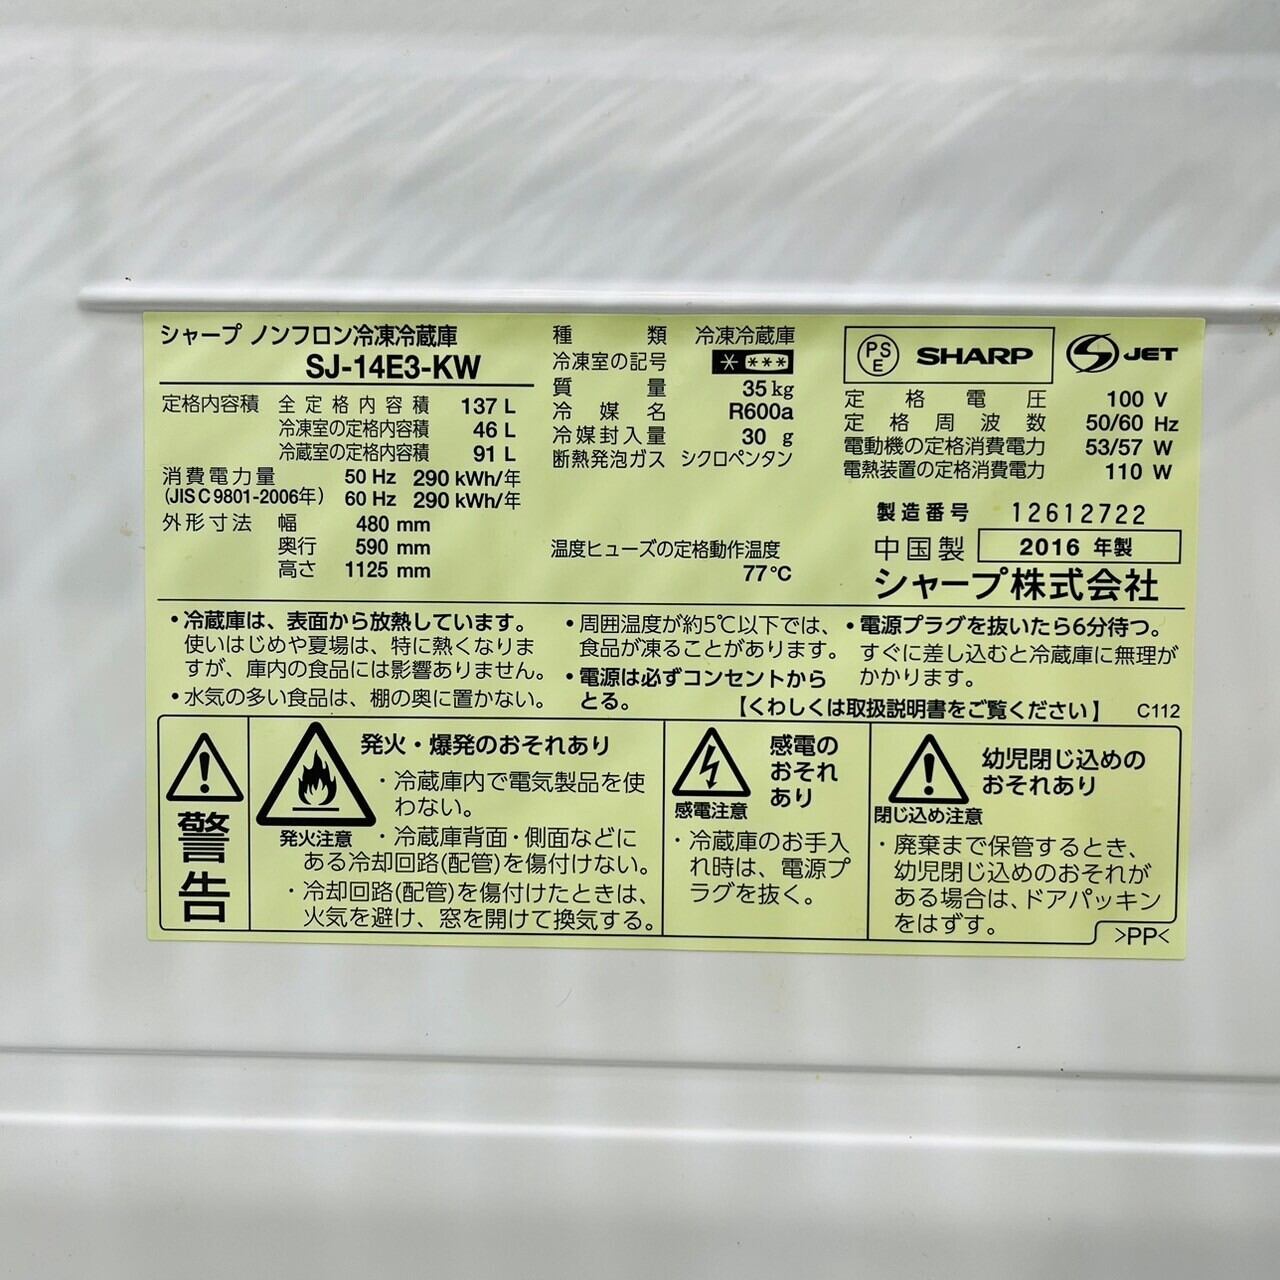 シャープ ノンフロン冷凍冷蔵庫
SJ-14E3-KW
定格内容積 全定格内容積 137 L
冷凍室の定格内容積 46 L
冷蔵室の定格内容積 91 L
消費電力量 50 Hz 290 kWh/年
(JIS C 9801-2006年) 60 Hz 290 kWh/年
外形寸法 幅 480 mm
奥行 590 mm
高さ 1125 mm
種類 冷凍冷蔵庫
冷凍室の記号 * ***
質量 35 kg
冷媒名 R600a
冷媒封入量 30 g
断熱発泡ガス シクロペンタン
温度ヒューズの定格動作温度
77℃
PSE SHARP
S JET
定格電圧 100 V
定格周波数 50/60 Hz
電動機の定格消費電力 53/57 W
電熱装置の定格消費電力 110 W
製造番号 12612722
中国製 2016 年製
シャープ株式会社
・冷蔵庫は、表面から放熱しています。
使いはじめや夏場は、特に熱くなりま
すが、庫内の食品には影響ありません。
・水気の多い食品は、棚の奥に置かない。
・周囲温度が約5℃以下では、
食品が凍ることがあります。
・電源は必ずコンセントから
とる。
・電源プラグを抜いたら6分待つ。
すぐに差し込むと冷蔵庫に無理が
かかります。
【くわしくは取扱説明書をご覧ください】 C112
警告
発火注意
発火・爆発のおそれあり
・冷蔵庫内で電気製品を使
わない。
・冷蔵庫背面・側面などに
ある冷却回路(配管)を傷付けない。
・冷却回路(配管)を傷付けたときは、
火気を避け、窓を開けて換気する。
感電注意
感電の
おそれ
あり
・冷蔵庫のお手入
れ時は、電源プ
ラグを抜く。
閉じ込め注意
幼児閉じ込めの
おそれあり
・廃棄まで保管するとき、
幼児閉じ込めのおそれが
ある場合は、ドアパッキン
をはずす。
>PP<